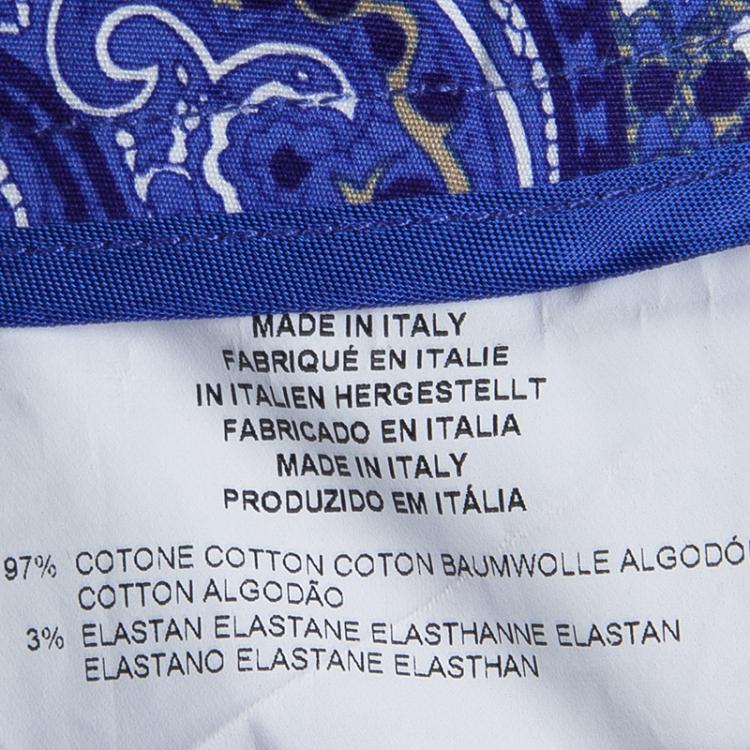 MADE IN ITALY
FABRIQUÉ EN ITALIE
IN ITALIEN HERGESTELLT
FABRICADO EN ITALIA
MADE IN ITALY
PRODUZIDO EM ITÁLIA
97% COTONE COTTON COTON BAUMWOLLE
COTTON ALGODÃO
3% ELASTAN ELASTANE ELASTHANNE ELASTAN
ELASTANO ELASTANE ELASTHAN